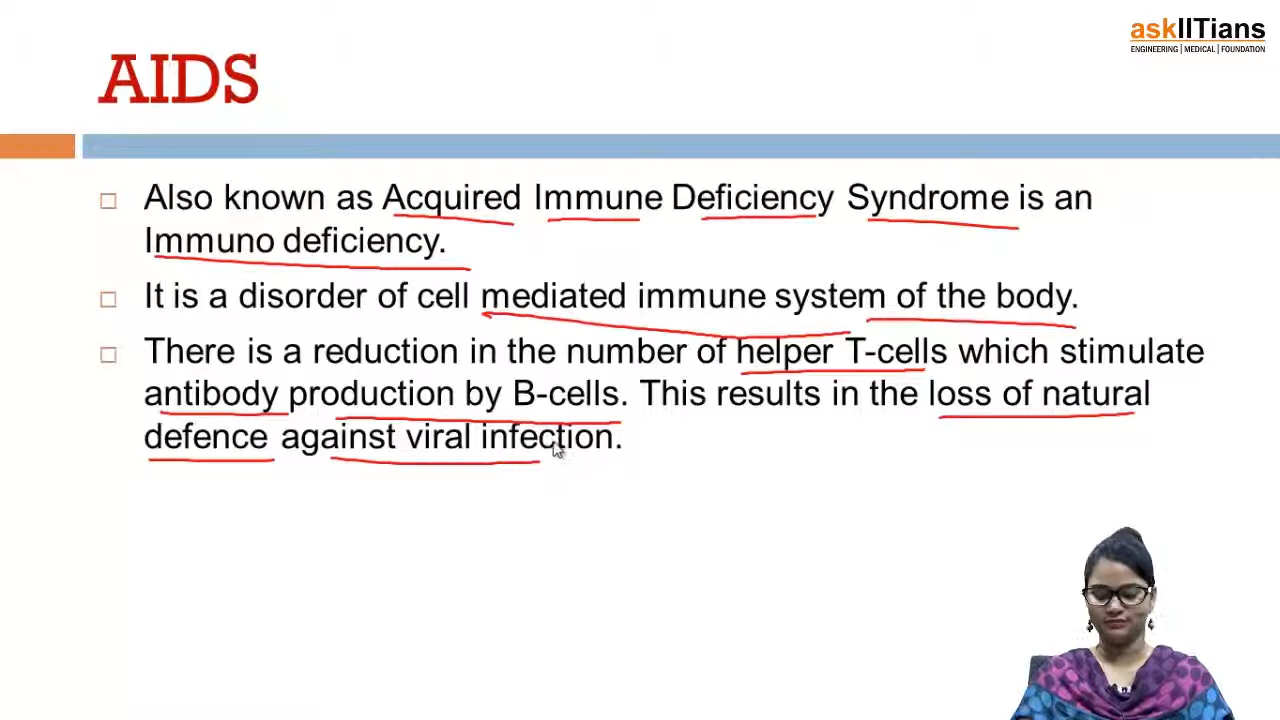 askIITians
ENGINEERING | MEDICAL | FOUNDATION
AIDS
Also known as Acquired Immune Deficiency Syndrome is an
Immuno deficiency.
It is a disorder of cell mediated immune system of the body.
There is a reduction in the number of helper T-cells which stimulate
antibody production by B-cells. This results in the loss of natural
defence against viral infection.